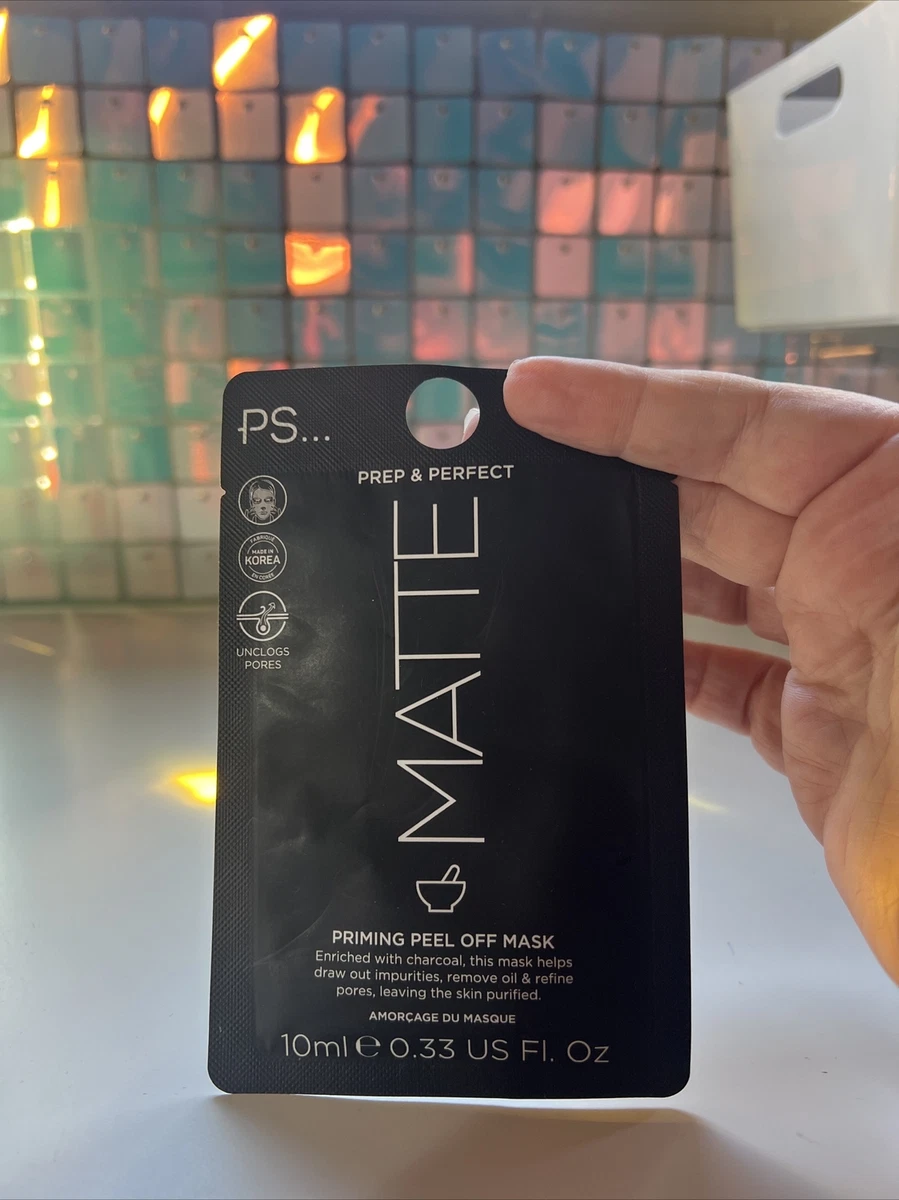 PS...
PREP & PERFECT
FABRIQUÉ
MADE IN
KOREA
EN CORÉE
UNCLOGS
PORES
MATTE
PRIMING PEEL OFF MASK
Enriched with charcoal, this mask helps
draw out impurities, remove oil & refine
pores, leaving the skin purified.
AMORÇAGE DU MASQUE
10ml ℮ 0.33 US Fl. Oz